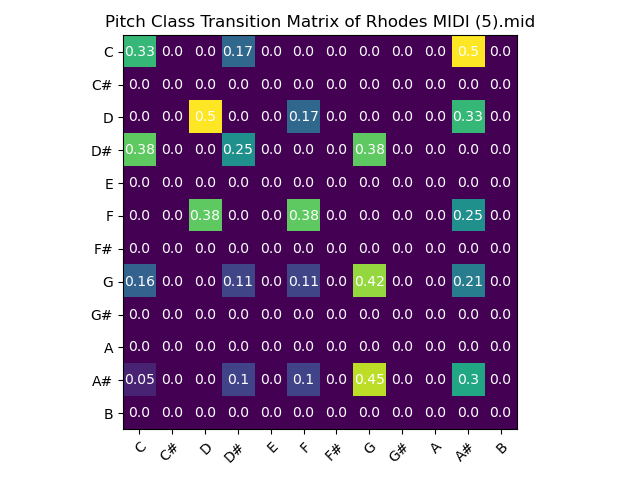 Pitch Class Transition Matrix of Rhodes MIDI (5).mid
C 0.33 0.0 0.0 0.17 0.0 0.0 0.0 0.0 0.0 0.0 0.5 0.0
C# 0.0 0.0 0.0 0.0 0.0 0.0 0.0 0.0 0.0 0.0 0.0 0.0
D 0.0 0.0 0.5 0.0 0.0 0.17 0.0 0.0 0.0 0.0 0.33 0.0
D# 0.38 0.0 0.0 0.25 0.0 0.0 0.0 0.38 0.0 0.0 0.0 0.0
E 0.0 0.0 0.0 0.0 0.0 0.0 0.0 0.0 0.0 0.0 0.0 0.0
F 0.0 0.0 0.38 0.0 0.0 0.38 0.0 0.0 0.0 0.0 0.25 0.0
F# 0.0 0.0 0.0 0.0 0.0 0.0 0.0 0.0 0.0 0.0 0.0 0.0
G 0.16 0.0 0.0 0.11 0.0 0.11 0.0 0.42 0.0 0.0 0.21 0.0
G# 0.0 0.0 0.0 0.0 0.0 0.0 0.0 0.0 0.0 0.0 0.0 0.0
A 0.0 0.0 0.0 0.0 0.0 0.0 0.0 0.0 0.0 0.0 0.0 0.0
A# 0.05 0.0 0.0 0.1 0.0 0.1 0.0 0.45 0.0 0.0 0.3 0.0
B 0.0 0.0 0.0 0.0 0.0 0.0 0.0 0.0 0.0 0.0 0.0 0.0
C C# D D# E F F# G G# A A# B